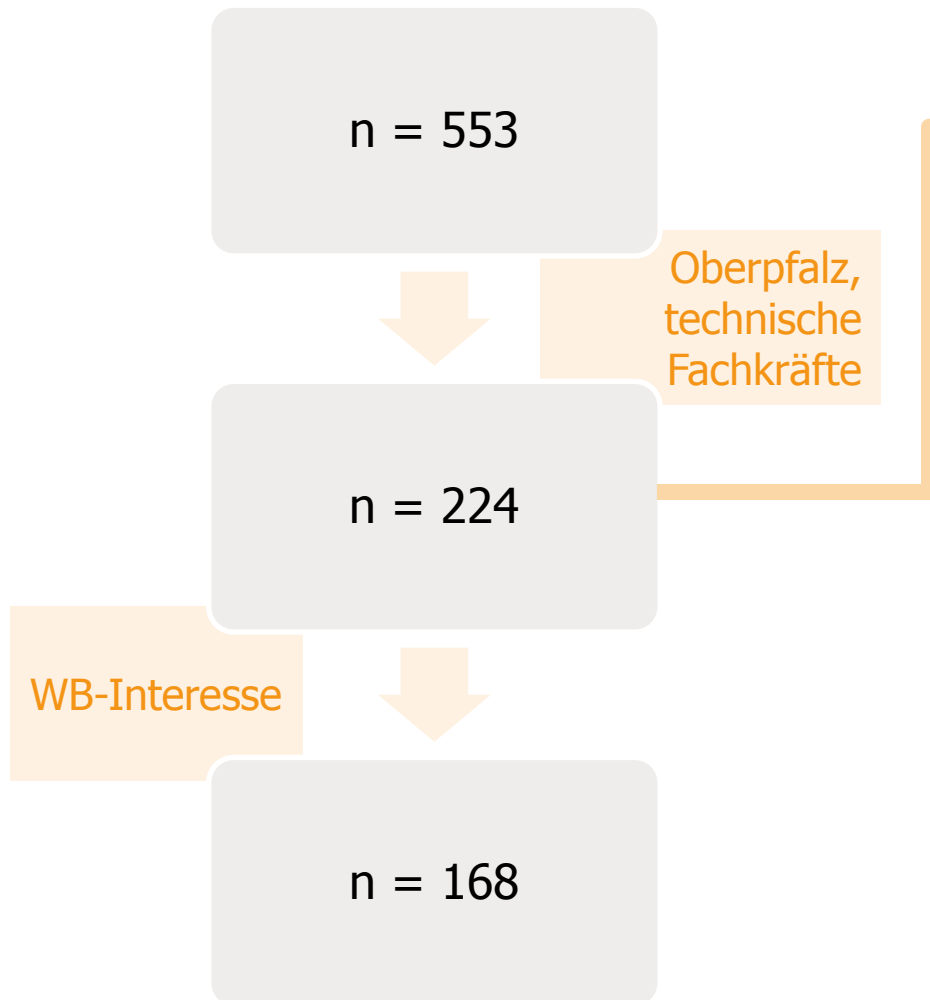 n = 553
Oberpfalz,
technische
Fachkräfte
n = 224
WB-Interesse
n = 168